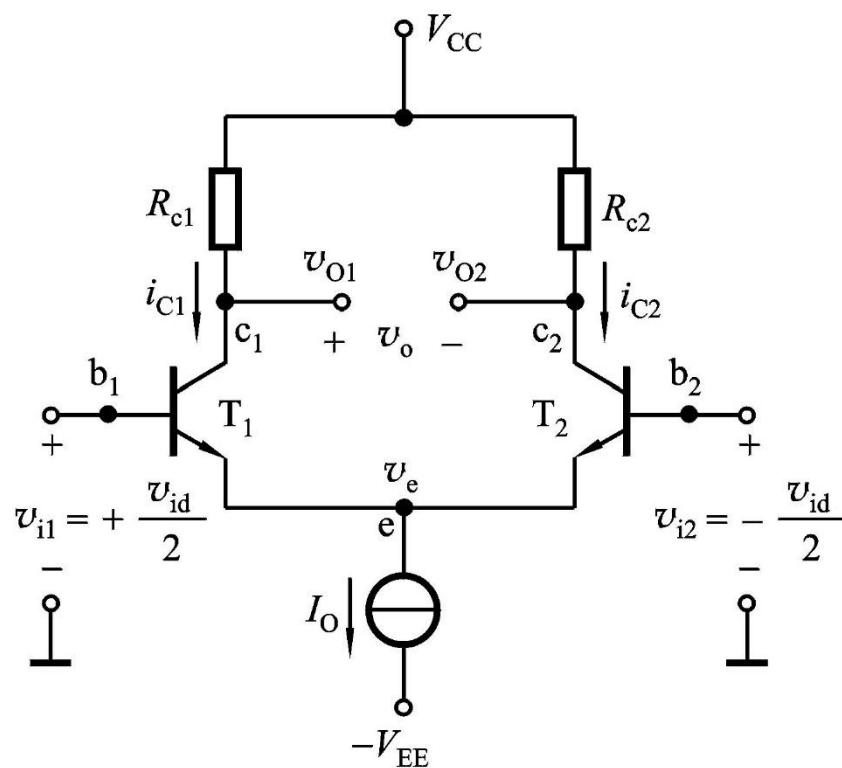 V_CC
R_c1
R_c2
v_O1
v_O2
i_C1
i_C2
c_1
+ v_o -
c_2
b_1
b_2
T_1
T_2
+
+
v_e
e
v_i1 = + v_id/2
v_i2 = - v_id/2
-
-
I_O
-V_EE